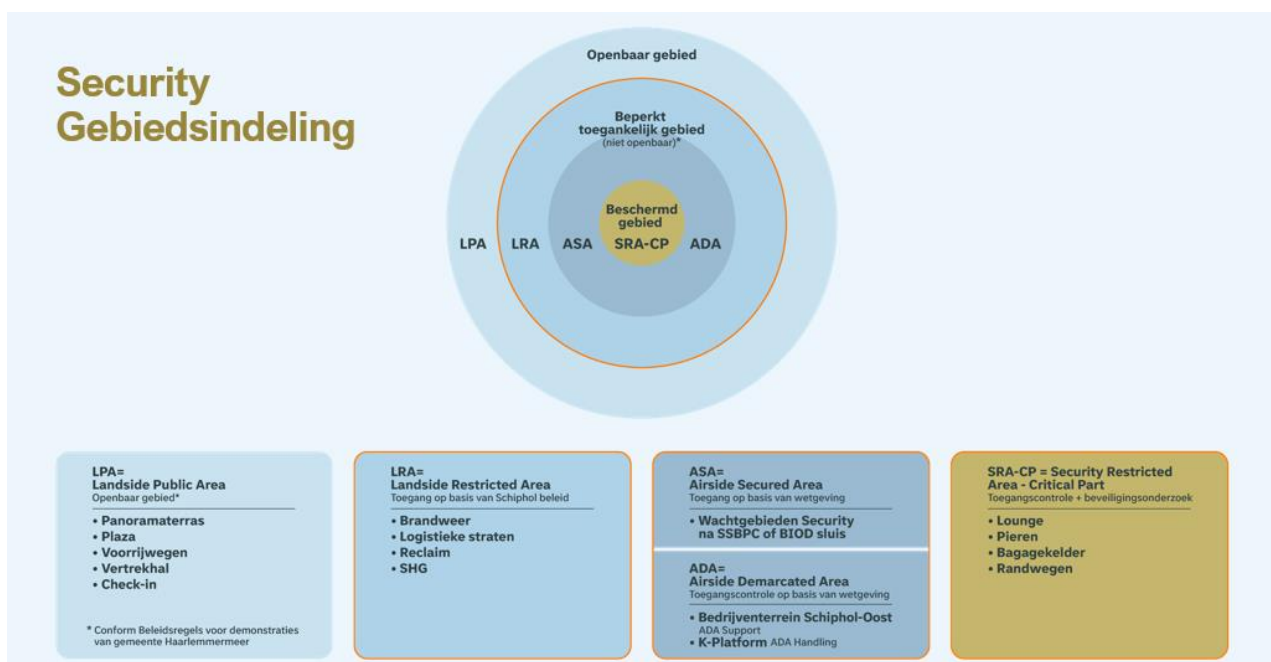 Security
Gebiedsindeling
Openbaar gebied
Beperkt
toegankelijk gebied
(niet openbaar)*
Beschermd
gebied
LPA LRA ASA SRA-CP ADA
LPA=
Landside Public Area
Openbaar gebied*
• Panoramaterras
• Plaza
• Voorrijwegen
• Vertrekhal
• Check-in
* Conform Beleidsregels voor demonstraties
van gemeente Haarlemmermeer
LRA=
Landside Restricted Area
Toegang op basis van Schiphol beleid
• Brandweer
• Logistieke straten
• Reclaim
• SHG
ASA=
Airside Secured Area
Toegang op basis van wetgeving
• Wachtgebieden Security
na SSBPC of BIOD sluis
ADA=
Airside Demarcated Area
Toegangscontrole op basis van wetgeving
• Bedrijventerrein Schiphol-Oost
ADA Support
• K-Platform ADA Handling
SRA-CP = Security Restricted
Area - Critical Part
Toegangscontrole + beveiligingsonderzoek
• Lounge
• Pieren
• Bagagekelder
• Randwegen